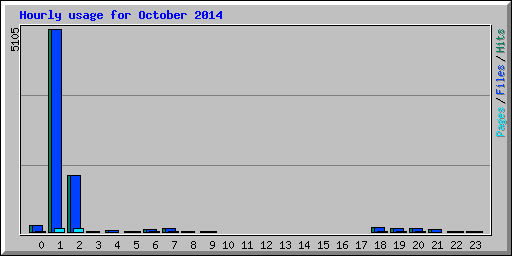 Hourly usage for October 2014
5105
Pages/Files/Hits
0 1 2 3 4 5 6 7 8 9 10 11 12 13 14 15 16 17 18 19 20 21 22 23